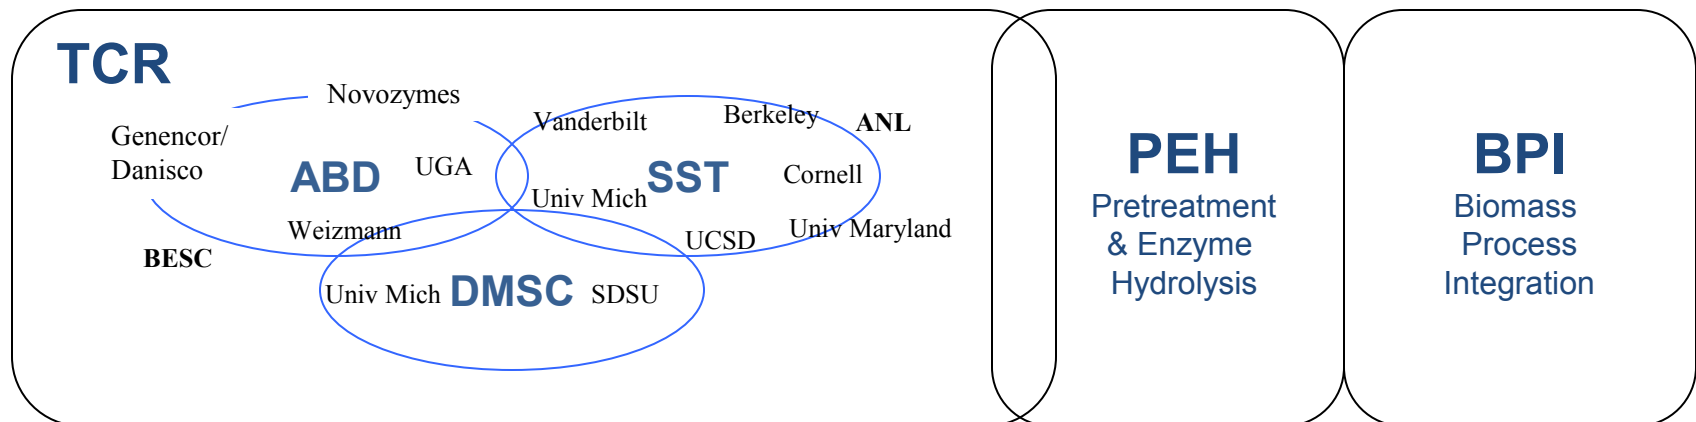 TCR
Novozymes
Genencor/
Danisco
ABD
UGA
Weizmann
BESC
Vanderbilt
Berkeley
ANL
SST
Cornell
Univ Mich
UCSD
Univ Maryland
Univ Mich
DMSC
SDSU
PEH
Pretreatment
& Enzyme
Hydrolysis
BPI
Biomass
Process
Integration